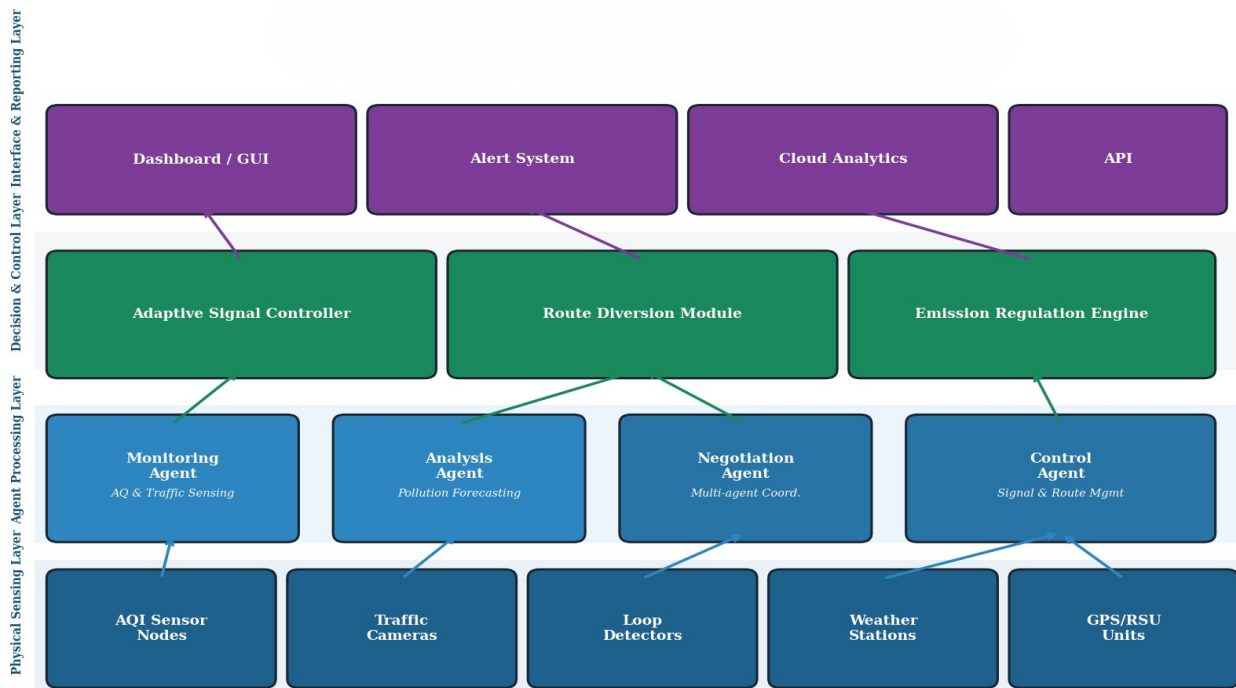 Interface & Reporting Layer
Dashboard / GUI
Alert System
Cloud Analytics
API
Decision & Control Layer
Adaptive Signal Controller
Route Diversion Module
Emission Regulation Engine
Agent Processing Layer
Monitoring
Agent
AQ & Traffic Sensing
Analysis
Agent
Pollution Forecasting
Negotiation
Agent
Multi-agent Coord.
Control
Agent
Signal & Route Mgmt
Physical Sensing Layer
AQI Sensor
Nodes
Traffic
Cameras
Loop
Detectors
Weather
Stations
GPS/RSU
Units